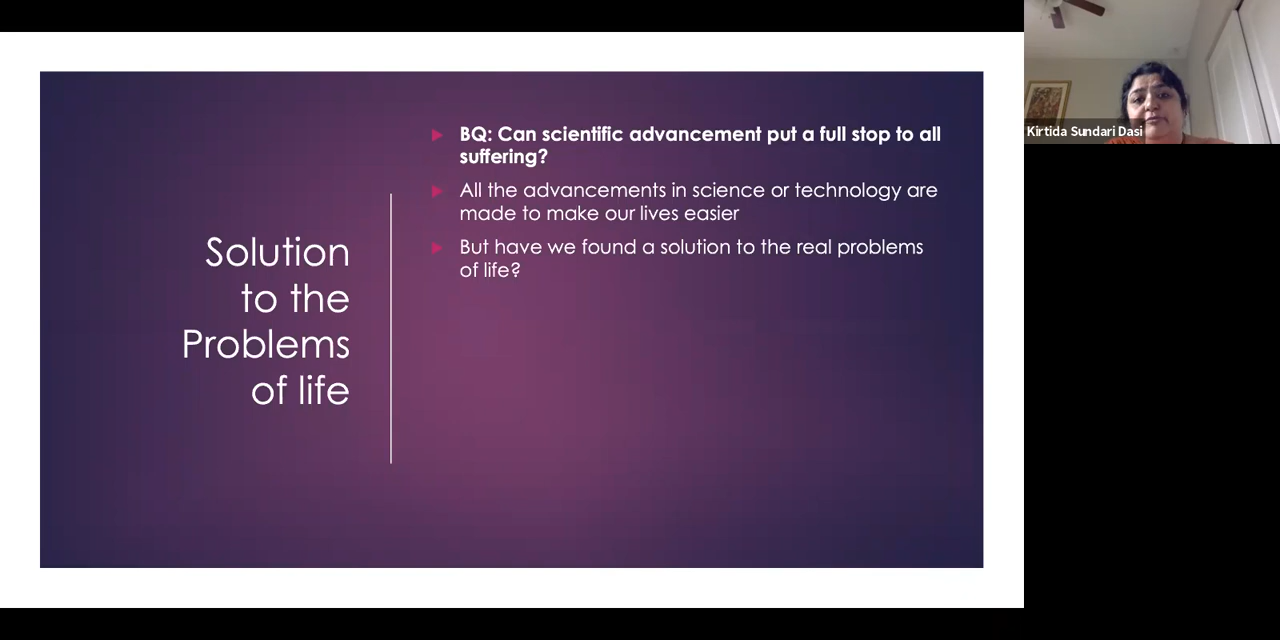 Solution
to the
Problems
of life
BQ: Can scientific advancement put a full stop to all
suffering?
All the advancements in science or technology are
made to make our lives easier
But have we found a solution to the real problems
of life?
Kirtida Sundari Dasi